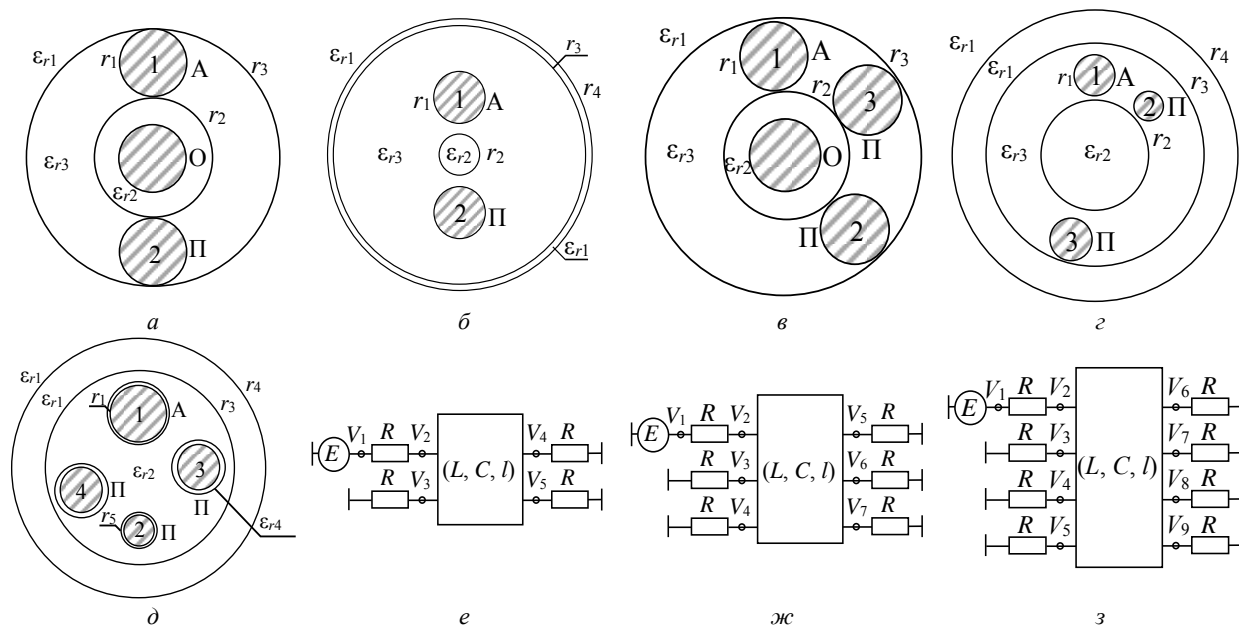 εr1 r1 1 А r3
r2
εr3 О
εr2
2 П
а
εr1 r3
r4
r1 1 А
εr3 εr2 r2
2 П
εr1
б
εr1 r1 1 А r3
r2 3
εr3 εr2 О П
П 2
в
εr1 r4
εr1 r1 1 А r3
2 П
r2
εr3 εr2
3 П
г
εr1 r4
εr1 r1 1 А r3
εr2 3
4 П П
r5 2 П εr4
д
E V1 R V2 V4 R
(L, C, l)
R V3 V5 R
е
E V1 R V2 V5 R
R V3 (L, C, l) V6 R
R V4 V7 R
ж
E V1 R V2 V6 R
R V3 V7 R
(L, C, l)
R V4 V8 R
R V5 V9 R
з